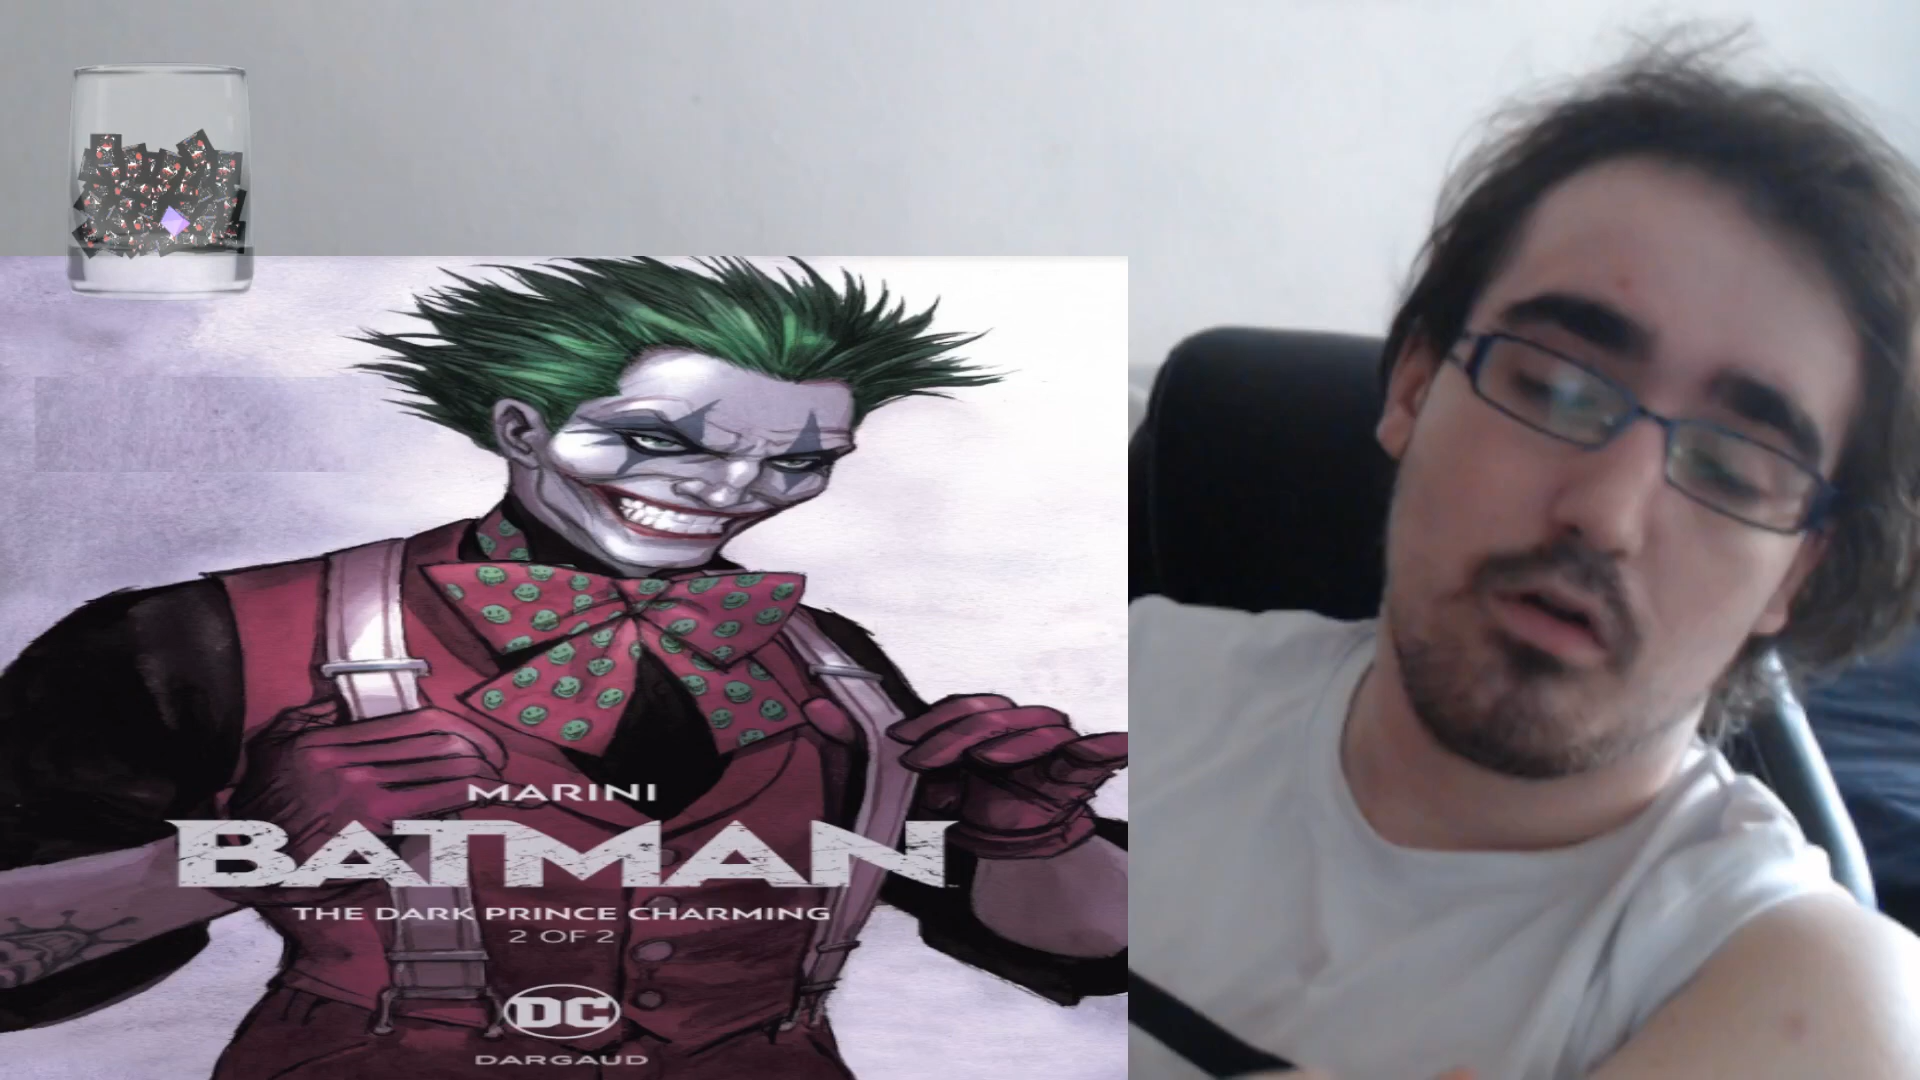 MARINI
BATMAN
THE DARK PRINCE CHARMING
2 OF 2
DC
DARGAUD